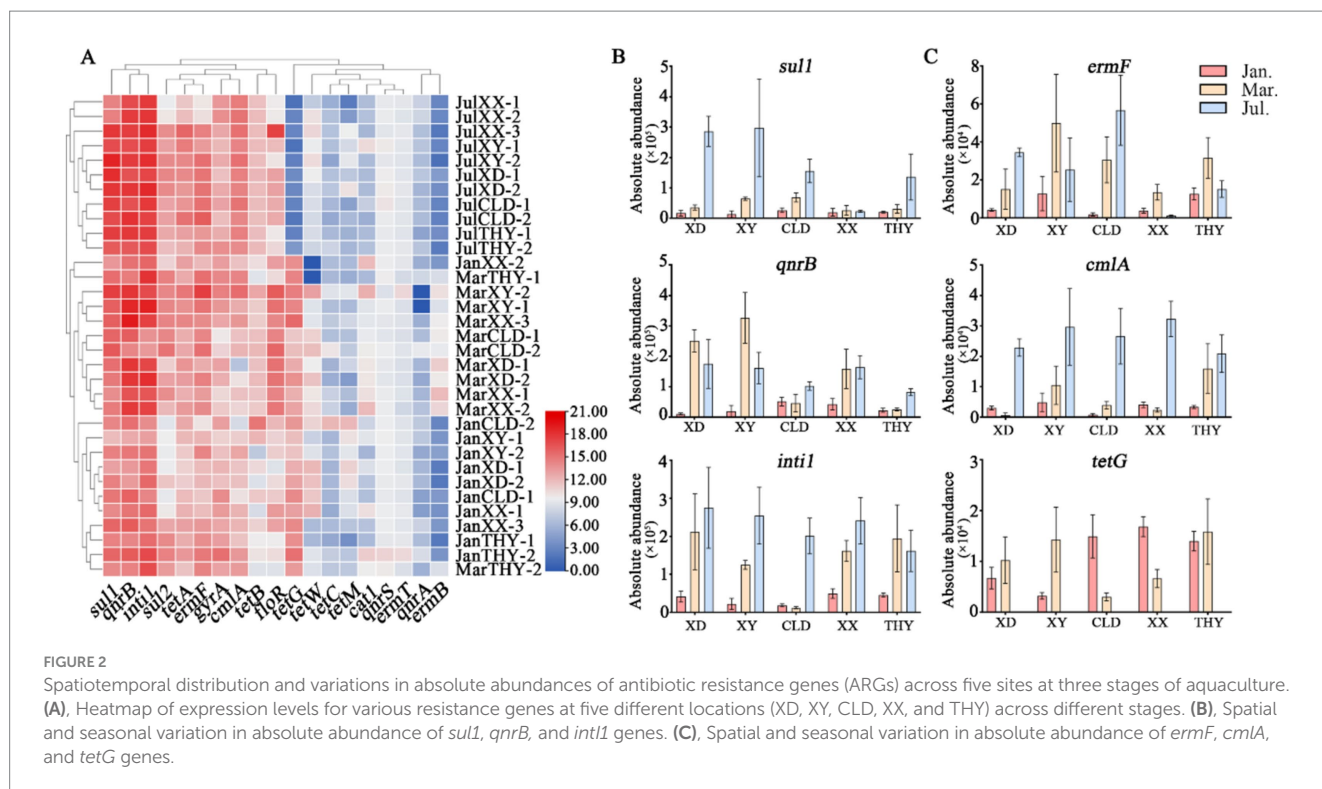 A
JulXX-1
JulXX-2
JulXX-3
JulXY-1
JulXY-2
JulXD-1
JulXD-2
JulCLD-1
JulCLD-2
JulTHY-1
JulTHY-2
JanXX-2
MarTHY-1
MarXY-2
MarXY-1
MarXX-3
MarCLD-1
MarCLD-2
MarXD-1
MarXD-2
MarXX-1
MarXX-2
JanCLD-2
JanXY-1
JanXY-2
JanXD-1
JanXD-2
JanCLD-1
JanXX-1
JanXX-3
JanTHY-1
JanTHY-2
MarTHY-2
21.00
18.00
15.00
12.00
9.00
6.00
3.00
0.00
sul1 qnrB inti1 sul2 tetA ermF gyrA cmlA tetB floR tetG tetW tetC tetM cat1 qnrS ermT qnrA ermB
B
sul1
Absolute abundance
(×10⁵)
5
4
3
2
1
0
XD XY CLD XX THY
qnrB
Absolute abundance
(×10⁵)
4
3
2
1
0
XD XY CLD XX THY
inti1
Absolute abundance
(×10⁵)
4
3
2
1
0
XD XY CLD XX THY
C
ermF
Absolute abundance
(×10⁴)
8
6
4
2
0
XD XY CLD XX THY
Jan.
Mar.
Jul.
cmlA
Absolute abundance
5
4
3
2
1
0
XD XY CLD XX THY
tetG
Absolute abundance
(×10⁴)
3
2
1
0
XD XY CLD XX THY
FIGURE 2
Spatiotemporal distribution and variations in absolute abundances of antibiotic resistance genes (ARGs) across five sites at three stages of aquaculture.
(A), Heatmap of expression levels for various resistance genes at five different locations (XD, XY, CLD, XX, and THY) across different stages. (B), Spatial
and seasonal variation in absolute abundance of sul1, qnrB, and intI1 genes. (C), Spatial and seasonal variation in absolute abundance of ermF, cmlA,
and tetG genes.